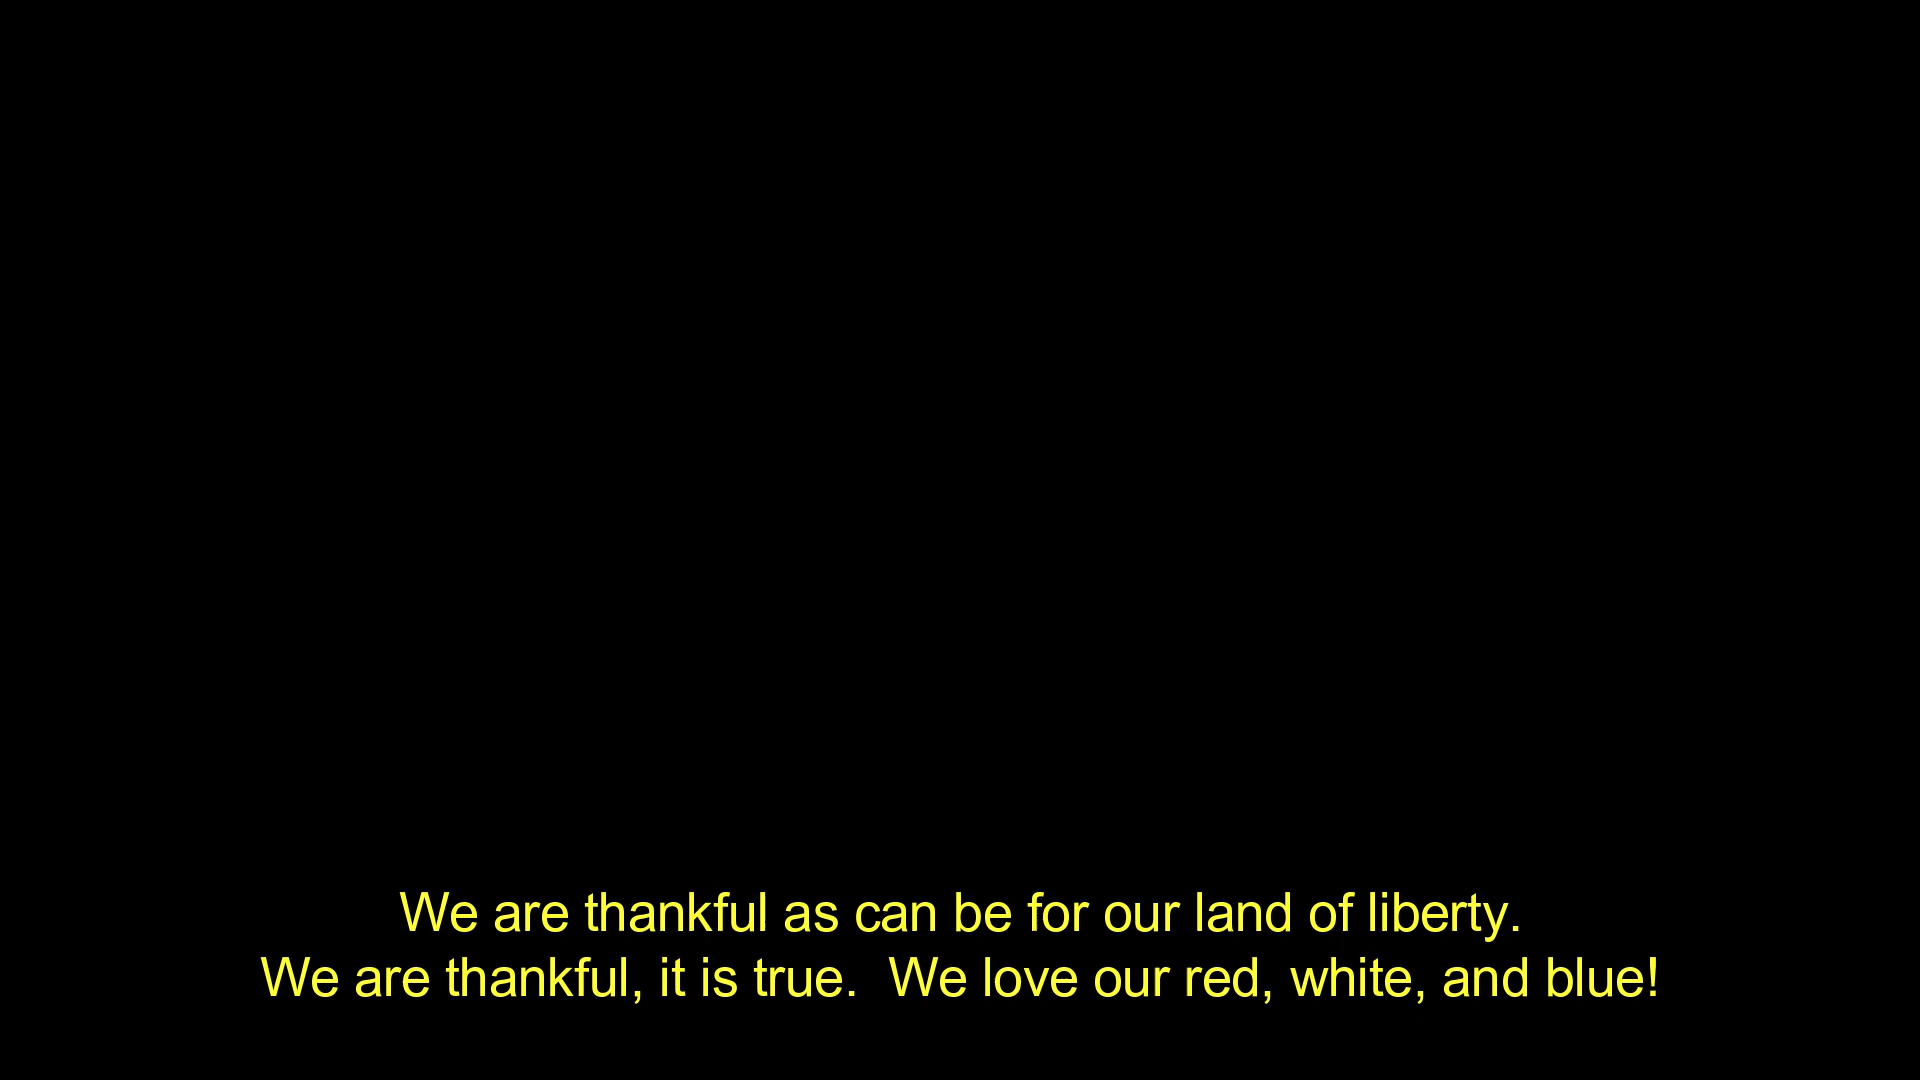 We are thankful as can be for our land of liberty.
We are thankful, it is true.  We love our red, white, and blue!